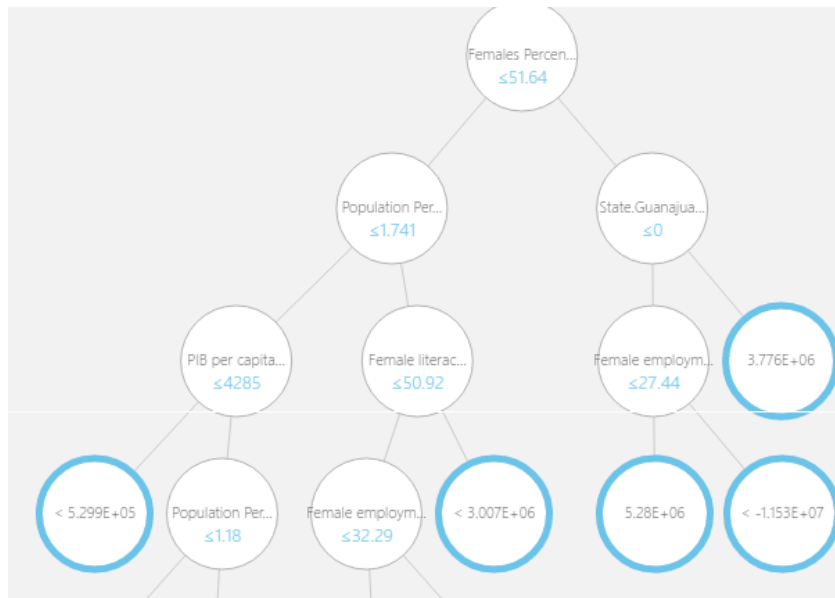 Females Percen...
≤51.64
Population Per...
≤1.741
State.Guanajua...
≤0
PIB per capita...
≤4285
Female literac...
≤50.92
Female employm...
≤27.44
3.776E+06
< 5.299E+05
Population Per...
≤1.18
Female employm...
≤32.29
< 3.007E+06
5.28E+06
< -1.153E+07